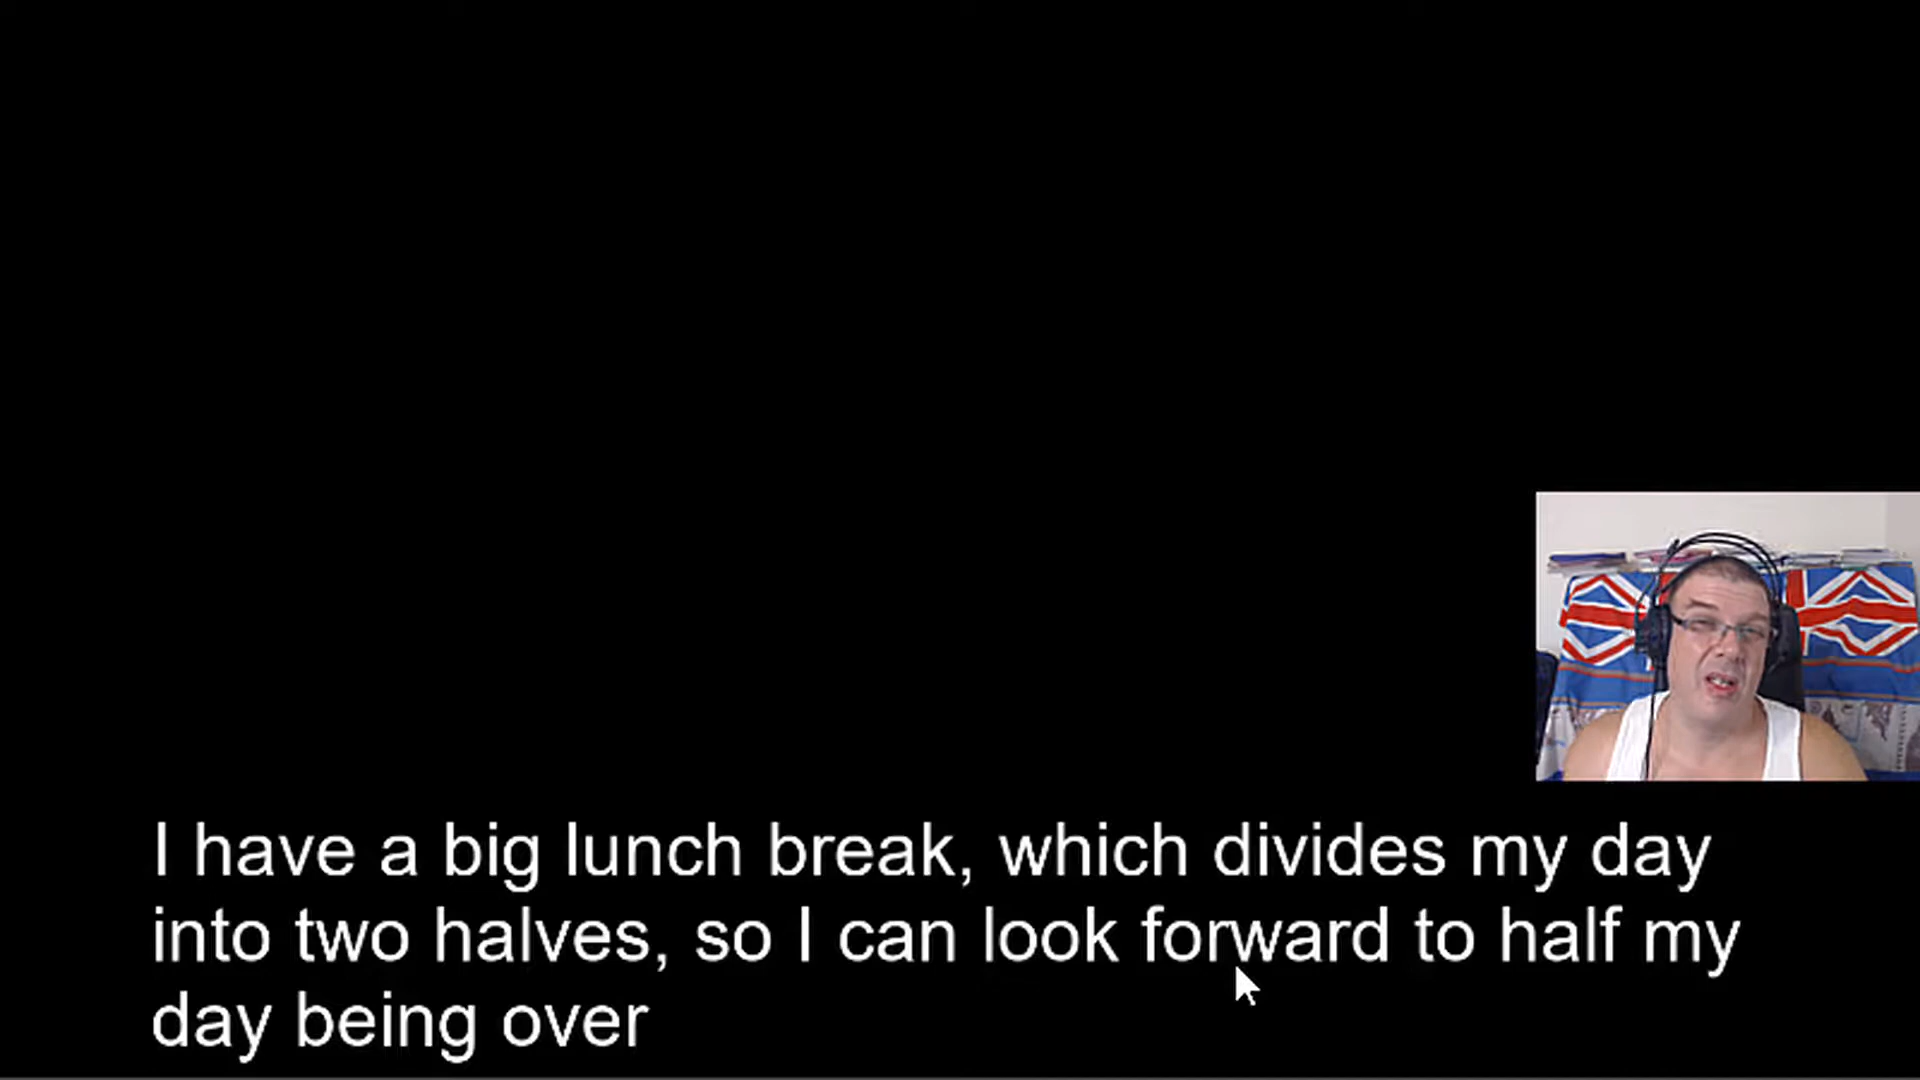 I have a big lunch break, which divides my day
into two halves, so I can look forward to half my
day being over